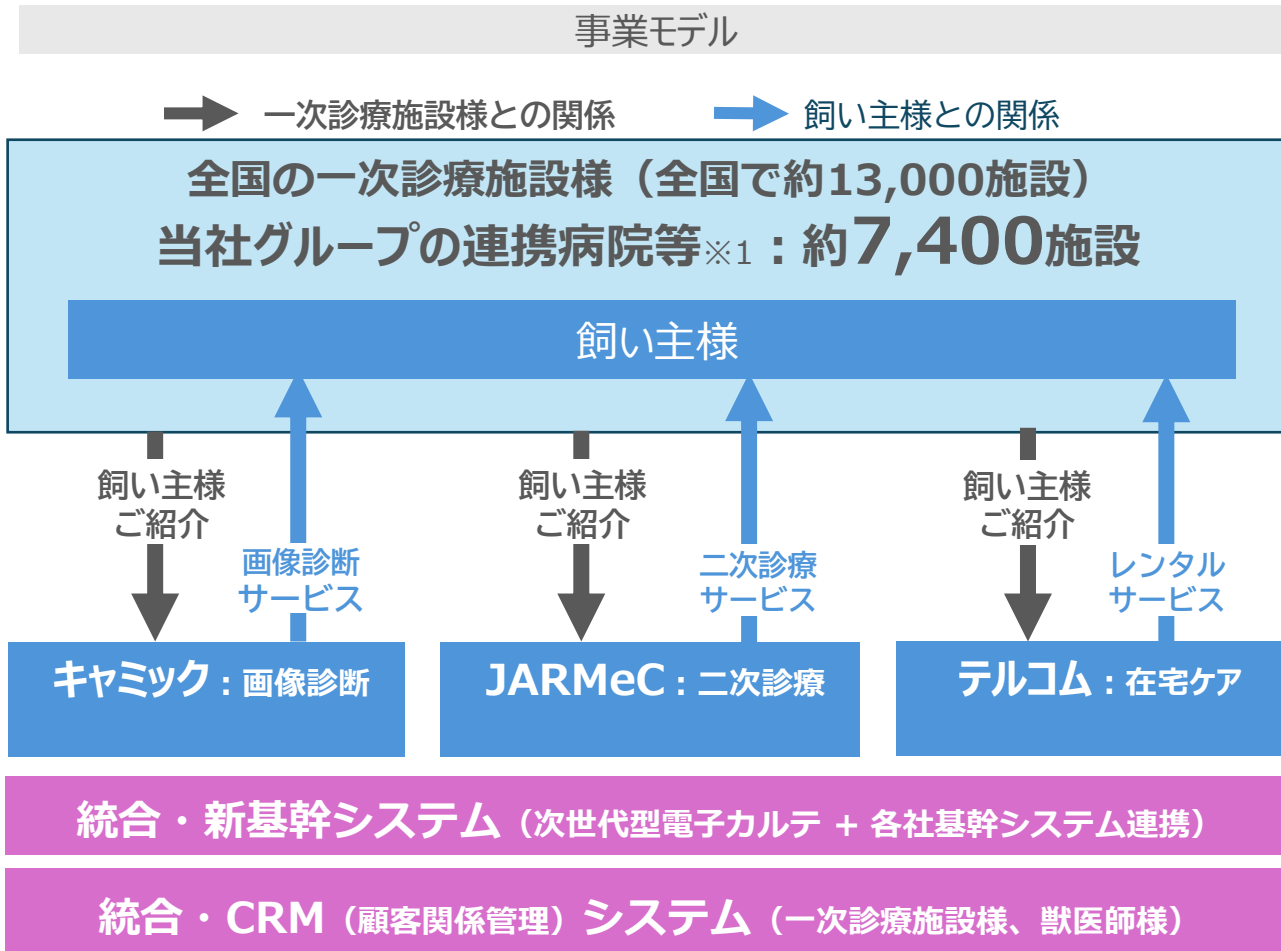 事業モデル
一次診療施設様との関係
飼い主様との関係
全国の一次診療施設様（全国で約13,000施設）
当社グループの連携病院等※1：約7,400施設
飼い主様
飼い主様
ご紹介
画像診断
サービス
飼い主様
ご紹介
二次診療
サービス
飼い主様
ご紹介
レンタル
サービス
キャミック：画像診断
JARMeC：二次診療
テルコム：在宅ケア
統合・新基幹システム（次世代型電子カルテ + 各社基幹システム連携）
統合・CRM（顧客関係管理）システム（一次診療施設様、獣医師様）